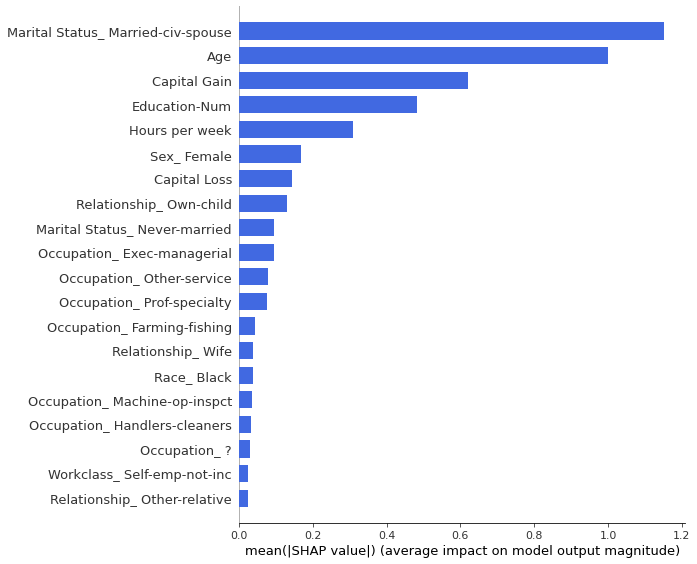 Marital Status_ Married-civ-spouse
Age
Capital Gain
Education-Num
Hours per week
Sex_ Female
Capital Loss
Relationship_ Own-child
Marital Status_ Never-married
Occupation_ Exec-managerial
Occupation_ Other-service
Occupation_ Prof-specialty
Occupation_ Farming-fishing
Relationship_ Wife
Race_ Black
Occupation_ Machine-op-inspct
Occupation_ Handlers-cleaners
Occupation_ ?
Workclass_ Self-emp-not-inc
Relationship_ Other-relative
0.0 0.2 0.4 0.6 0.8 1.0 1.2
mean(|SHAP value|) (average impact on model output magnitude)